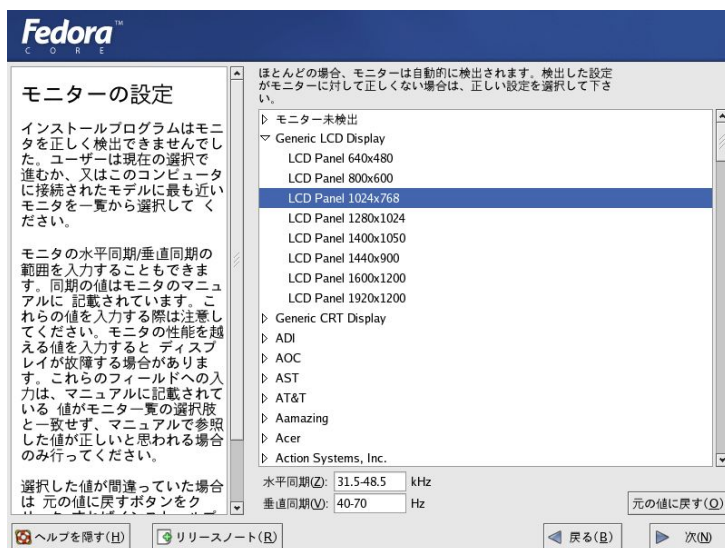 Fedora™
CORE
モニターの設定
インストールプログラムはモニ
タを正しく検出できませんでし
た。ユーザーは現在の選択で
進むか、又はこのコンピュータ
に接続されたモデルに最も近い
モニタを一覧から選択して く
ださい。
モニタの水平同期/垂直同期の
範囲を入力することもできま
す。同期の値はモニタのマニュ
アルに 記載されています。こ
れらの値を入力する際は注意し
てください。モニタの性能を越
える値を入力すると ディスプ
レイが故障する場合がありま
す。これらのフィールドへの入
力は、マニュアルに記載されて
いる 値がモニター覧の選択肢
と一致せず、マニュアルで参照
した値が正しいと思われる場合
のみ行ってください。
選択した値が間違っていた場合
は 元の値に戻すボタンをク
ほとんどの場合、モニターは自動的に検出されます。検出した設定
がモニターに対して正しくない場合は、正しい設定を選択して下さ
い。
モニター未検出
Generic LCD Display
LCD Panel 640x480
LCD Panel 800x600
LCD Panel 1024x768
LCD Panel 1280x1024
LCD Panel 1400x1050
LCD Panel 1440x900
LCD Panel 1600x1200
LCD Panel 1920x1200
Generic CRT Display
ADI
AOC
AST
AT&T
Aamazing
Acer
Action Systems, Inc.
水平同期(Z): 31.5-48.5 kHz
垂直同期(V): 40-70 Hz
元の値に戻す(O)
ヘルプを隠す(H)
リリースノート(R)
戻る(B)
次(N)